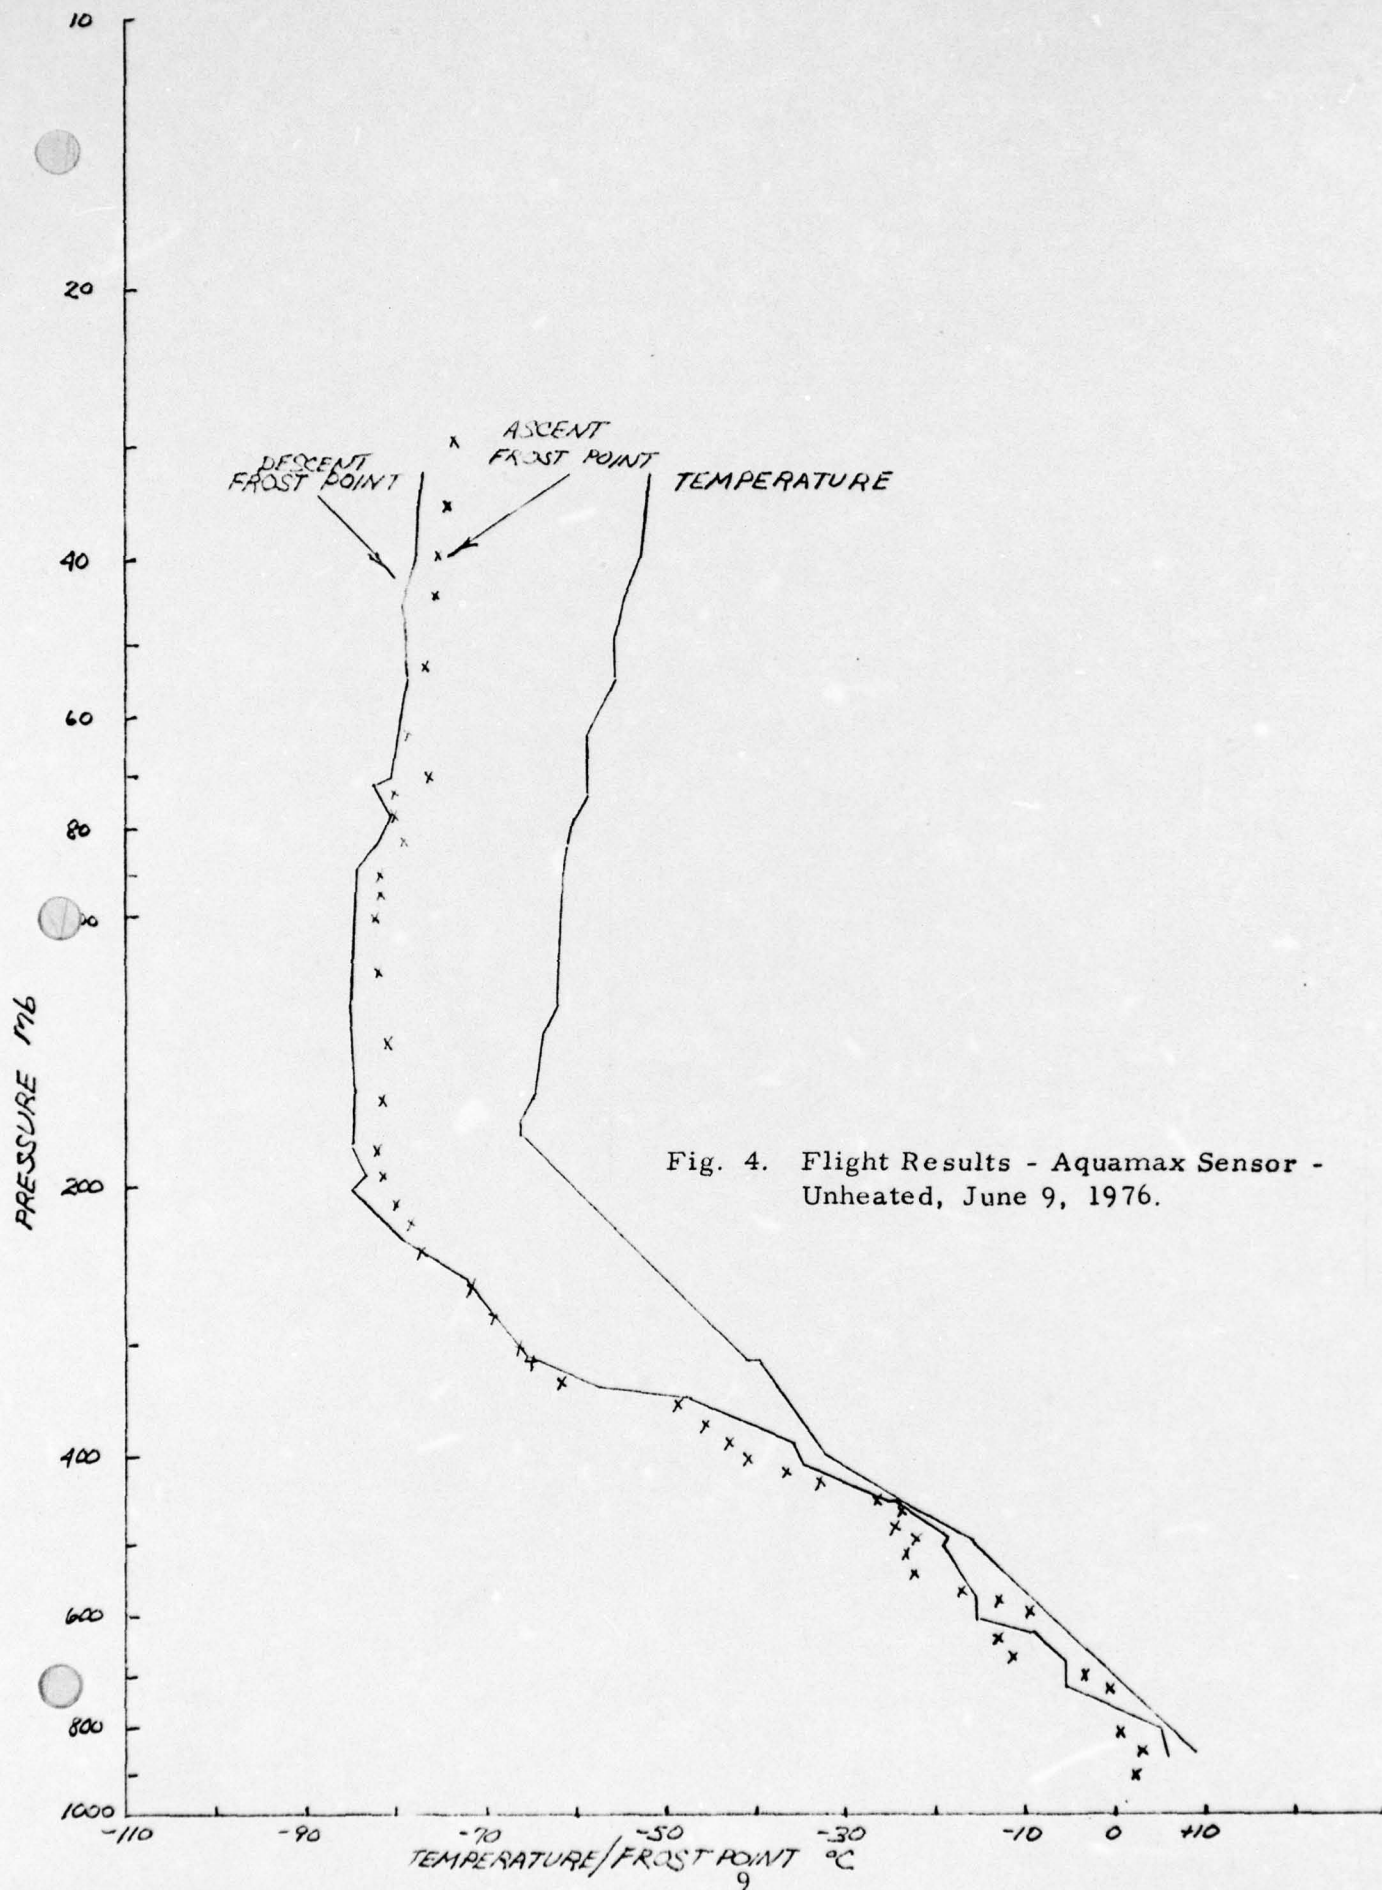 10
20
ASCENT
FROST POINT
DESCENT
FROST POINT
TEMPERATURE
40
60
80
PRESSURE mb
Fig. 4. Flight Results - Aquamax Sensor -
Unheated, June 9, 1976.
200
400
600
800
1000
-110 -90 -70 -50 -30 -10 0 +10
TEMPERATURE/FROST POINT °C
9